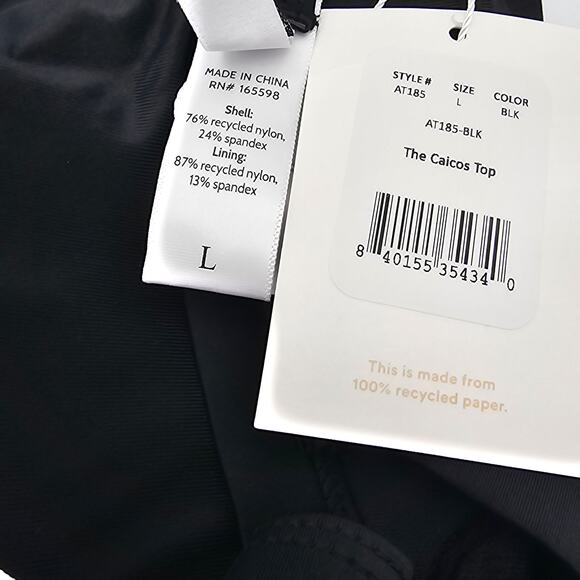 MADE IN CHINA
RN# 165598
Shell:
76% recycled nylon,
24% spandex
Lining:
87% recycled nylon,
13% spandex
L
STYLE # SIZE COLOR
AT185 L BLK
AT185-BLK
The Caicos Top
8 40155 35434 0
This is made from
100% recycled paper.